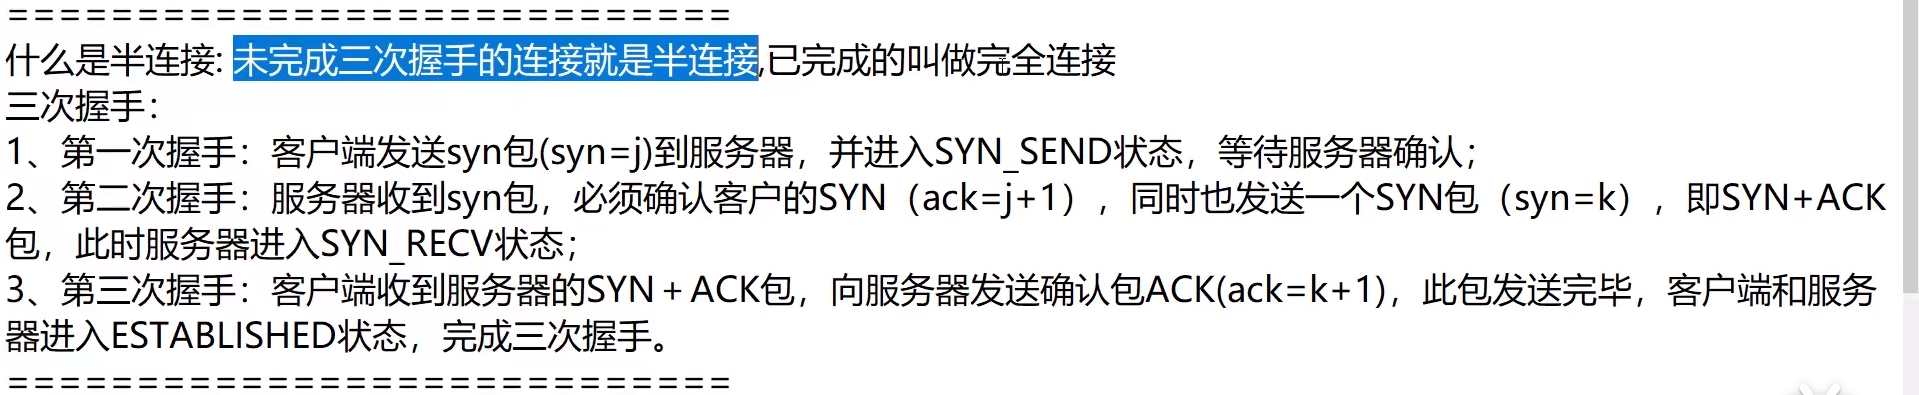 ============================
什么是半连接: 未完成三次握手的连接就是半连接,已完成的叫做完全连接
三次握手：
1、第一次握手：客户端发送syn包(syn=j)到服务器，并进入SYN_SEND状态，等待服务器确认；
2、第二次握手：服务器收到syn包，必须确认客户的SYN（ack=j+1），同时也发送一个SYN包（syn=k），即SYN+ACK
包，此时服务器进入SYN_RECV状态；
3、第三次握手：客户端收到服务器的SYN＋ACK包，向服务器发送确认包ACK(ack=k+1)，此包发送完毕，客户端和服务
器进入ESTABLISHED状态，完成三次握手。
============================